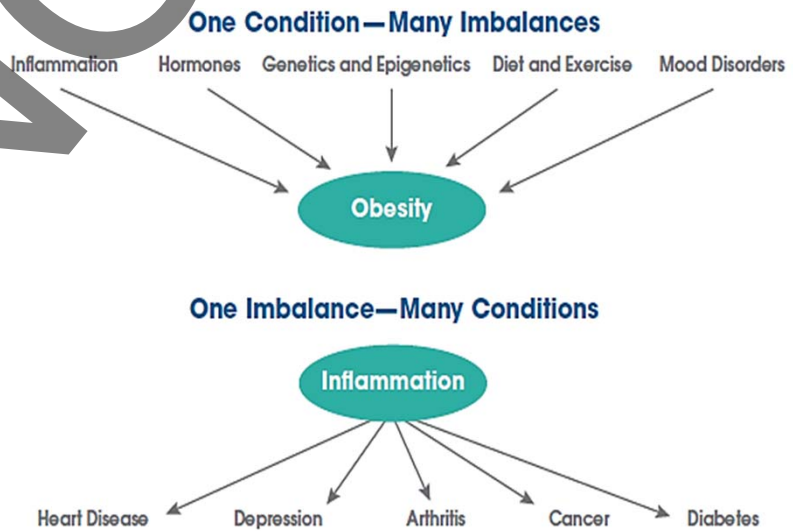 One Condition—Many Imbalances
Inflammation Hormones Genetics and Epigenetics Diet and Exercise Mood Disorders
Obesity
One Imbalance—Many Conditions
Inflammation
Heart Disease Depression Arthritis Cancer Diabetes